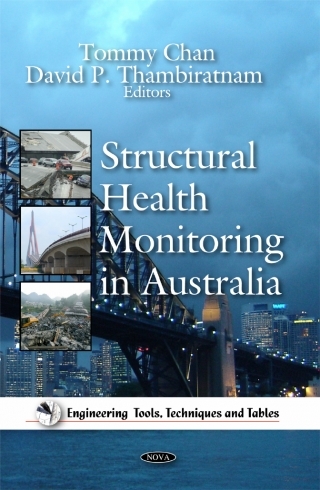 Tommy Chan
David P. Thambiratnam
Editors
Structural
Health
Monitoring
in Australia
Engineering Tools, Techniques and Tables
NOVA